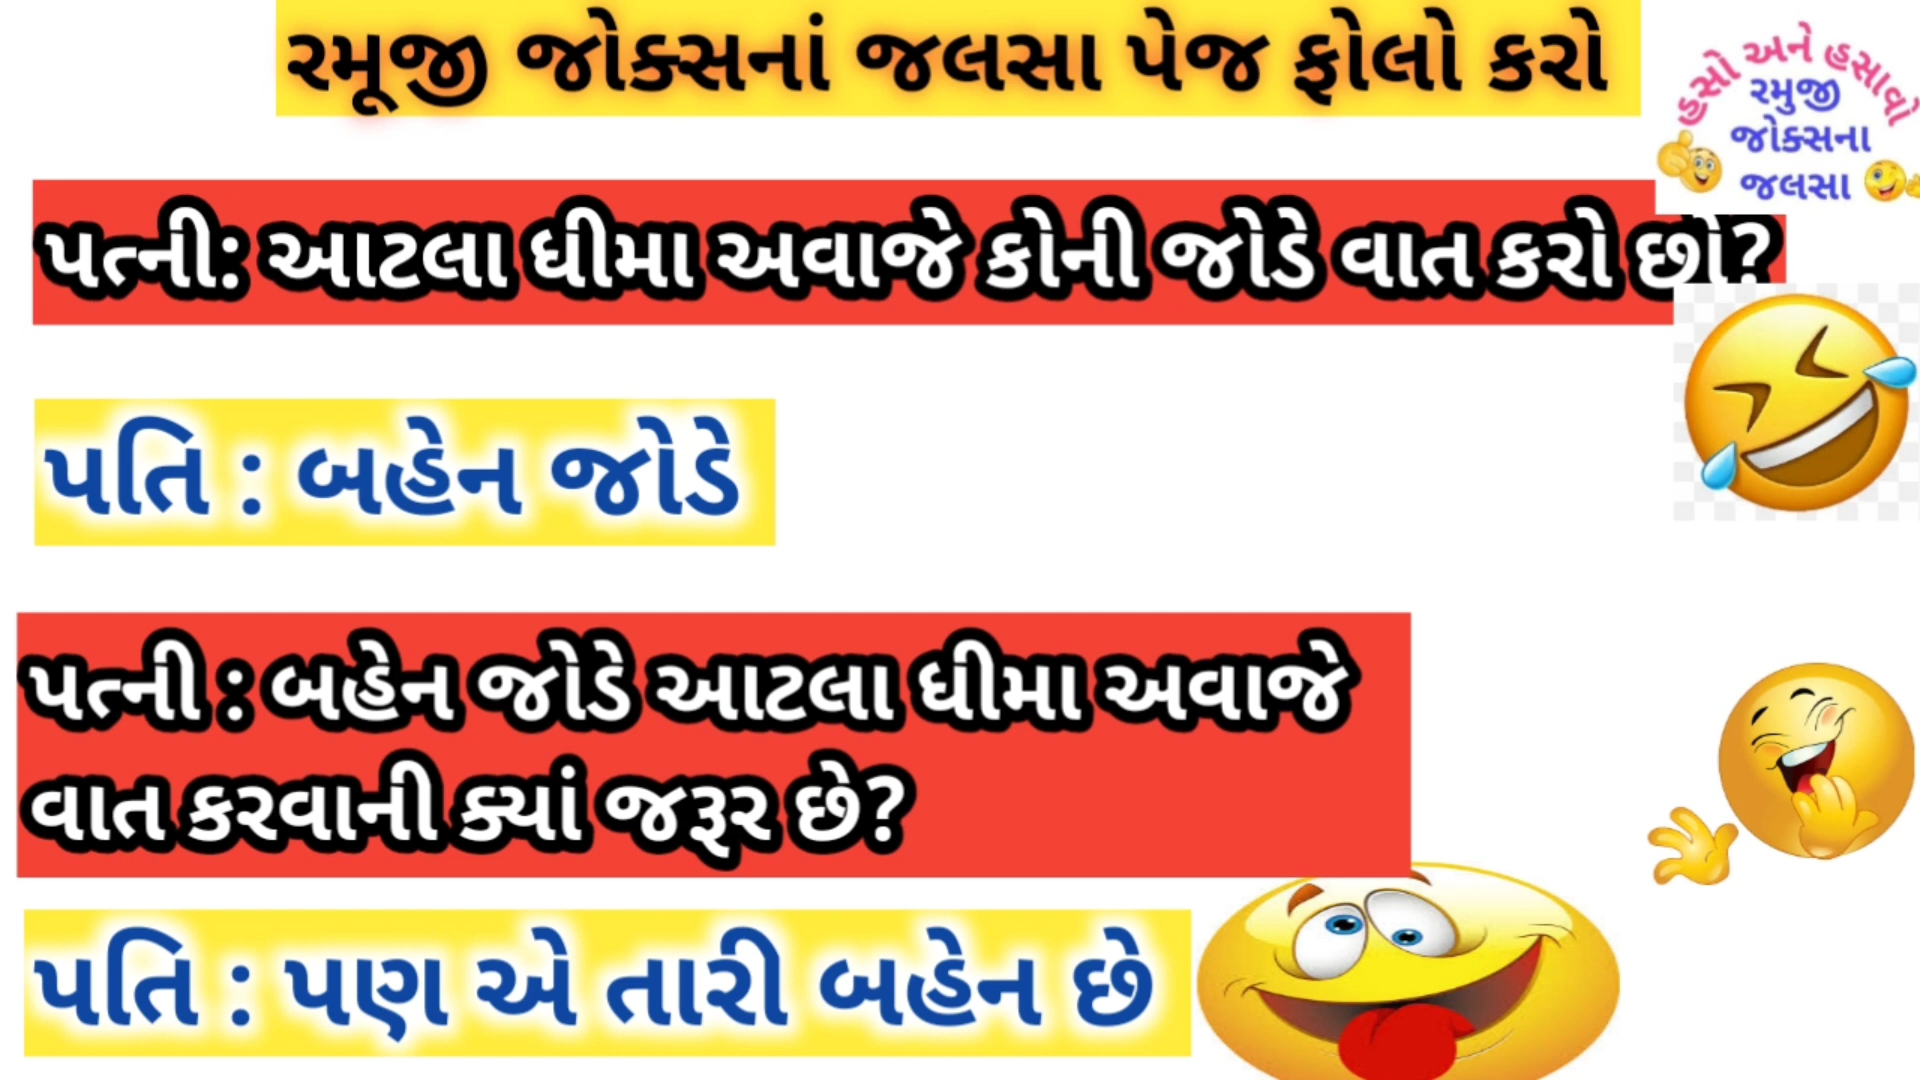 રમૂજી જોક્સનાં જલસા પેજ ફોલો કરો
હસો અને હસાવો
રમુજી
જોક્સના
જલસા
પત્ની: આટલા ધીમા અવાજે કોની જોડે વાત કરો છો?
પતિ : બહેન જોડે
પત્ની : બહેન જોડે આટલા ધીમા અવાજે
વાત કરવાની ક્યાં જરૂર છે?
પતિ : પણ એ તારી બહેન છે